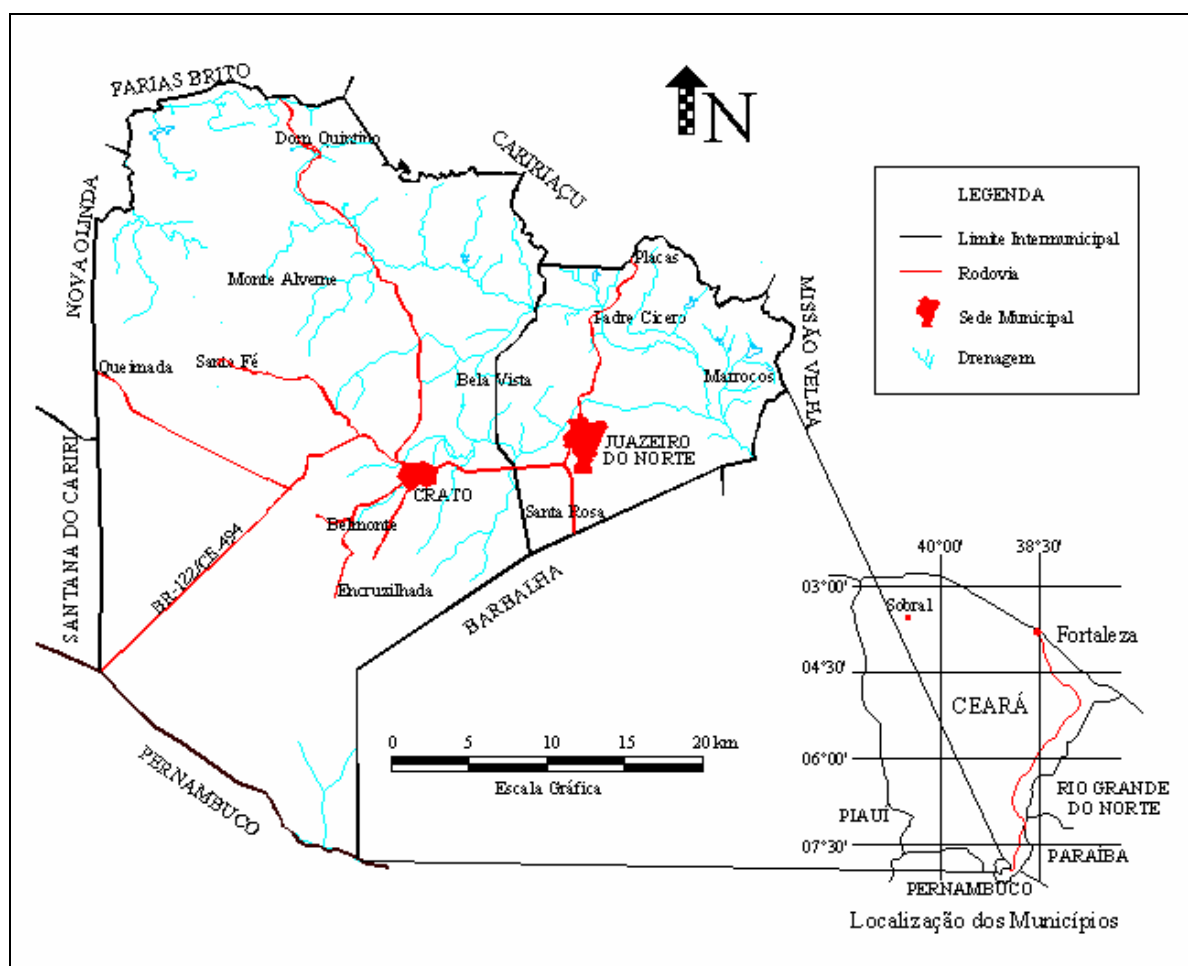 FARIAS BRITO
Dom Quintino
CARIRIAÇU
N
NOVA OLINDA
Monte Alverne
Placas
Padre Cicero
MISSÃO VELHA
Queimada
Santa Fé
Bela Vista
Marrocos
JUAZEIRO
DO NORTE
CRATO
Santa Rosa
Belmonte
Encruzilhada
SANTANA DO CARIRI
BR-122/CE-494
BARBALHA
PERNAMBUCO
LEGENDA
Limite Intermunicipal
Rodovia
Sede Municipal
Drenagem
0 5 10 15 20 km
Escala Gráfica
40°00' 38°30'
03°00'
Sobral
Fortaleza
04°30'
CEARÁ
06°00'
RIO GRANDE
DO NORTE
PIAUÍ
07°30'
PARAÍBA
PERNAMBUCO
Localização dos Municípios